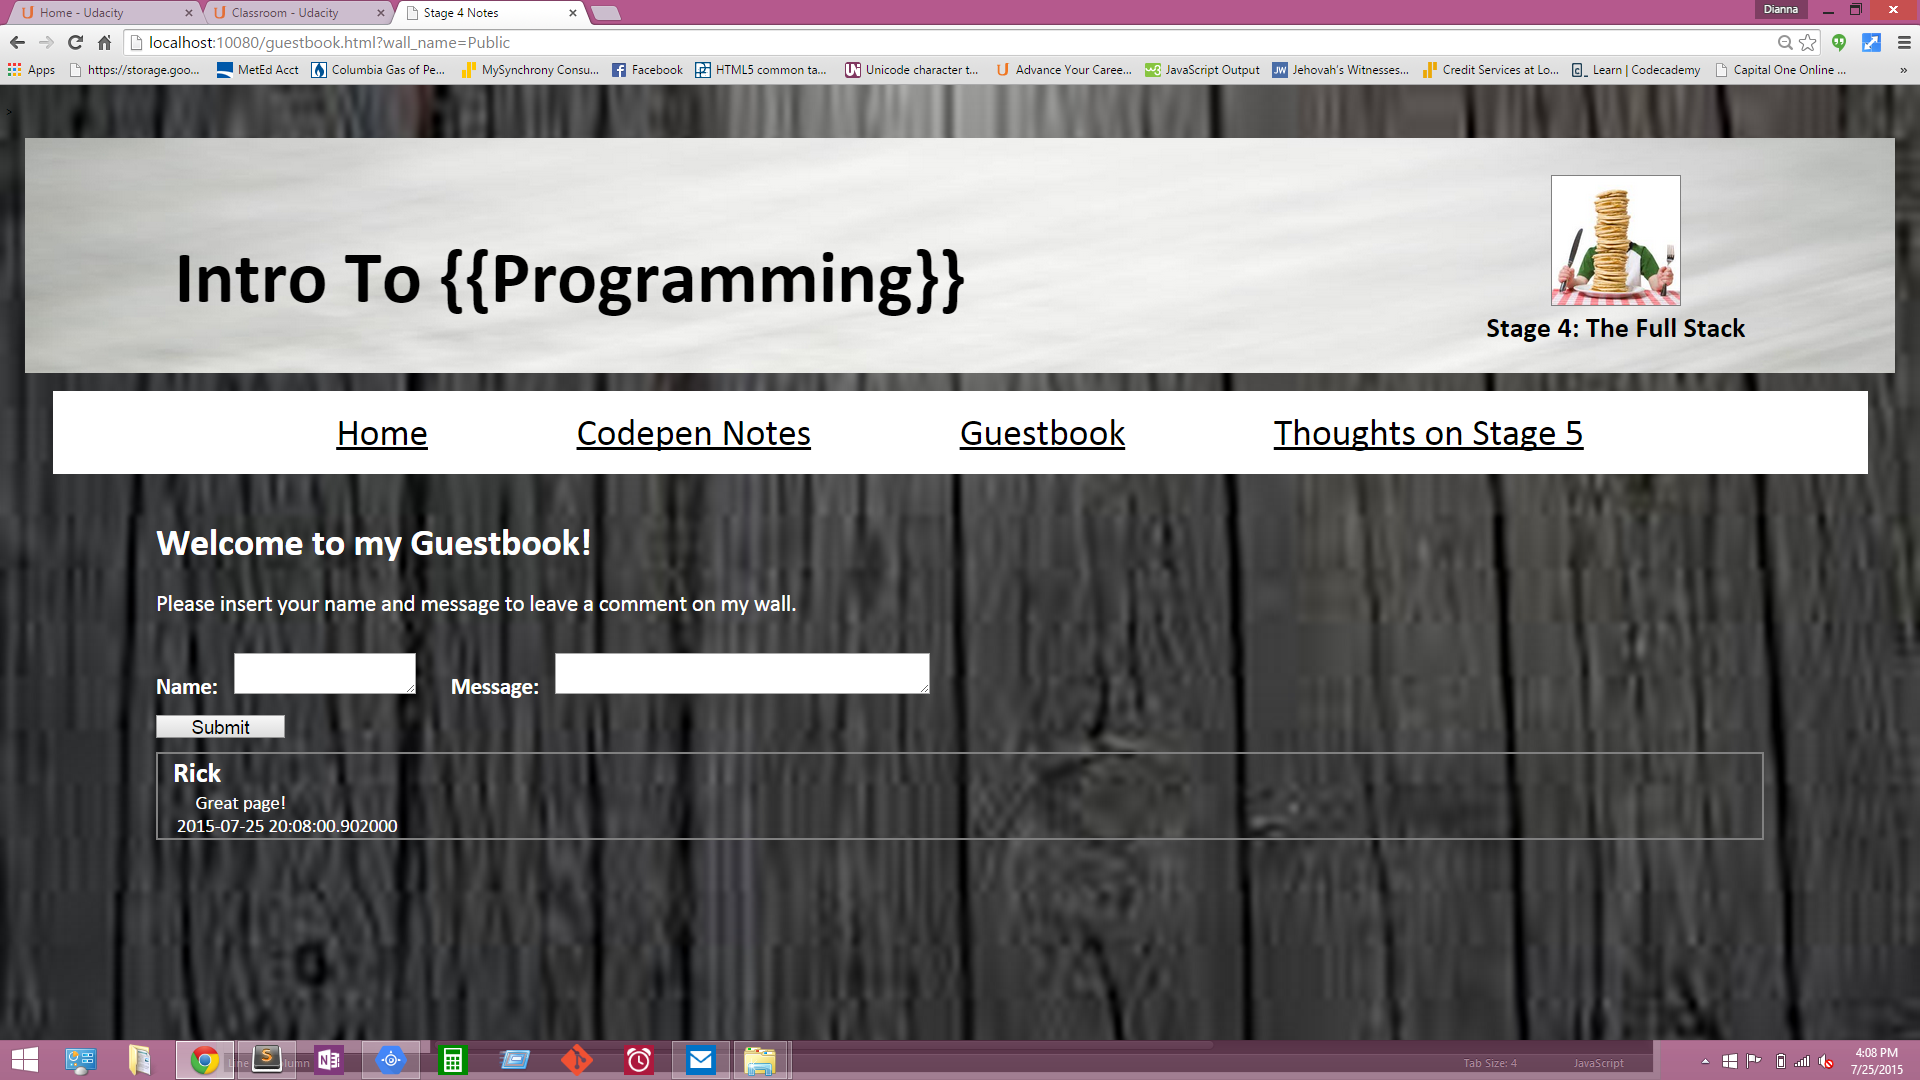 Home - Udacity
Classroom - Udacity
Stage 4 Notes
Dianna
localhost:10080/guestbook.html?wall_name=Public
Apps
https://storage.goo...
MetEd Acct
Columbia Gas of Pe...
MySynchrony Consu...
Facebook
HTML5 common ta...
Unicode character t...
Advance Your Caree...
JavaScript Output
Jehovah's Witnesses...
Credit Services at Lo...
Learn | Codecademy
Capital One Online ...
»
>
Intro To {{Programming}}
Stage 4: The Full Stack
Home
Codepen Notes
Guestbook
Thoughts on Stage 5
Welcome to my Guestbook!
Please insert your name and message to leave a comment on my wall.
Name:
Message:
Submit
Rick
Great page!
2015-07-25 20:08:00.902000
Tab Size: 4
JavaScript
4:08 PM
7/25/2015